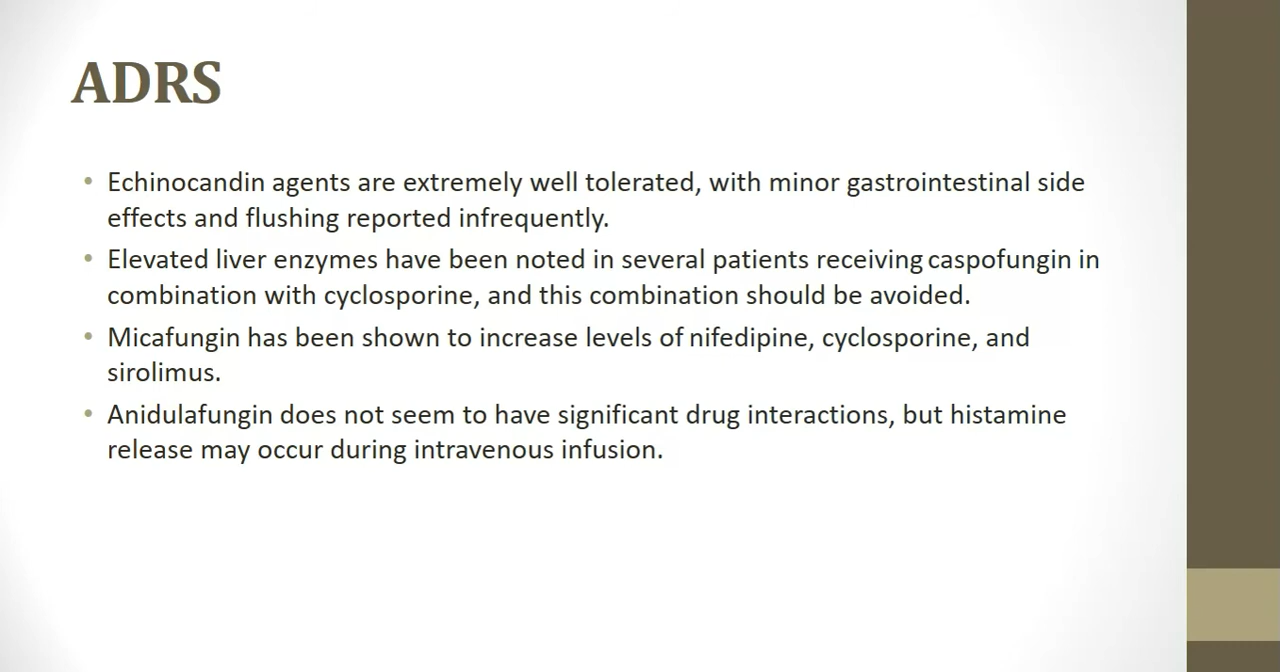 ADRS
• Echinocandin agents are extremely well tolerated, with minor gastrointestinal side
effects and flushing reported infrequently.
• Elevated liver enzymes have been noted in several patients receiving caspofungin in
combination with cyclosporine, and this combination should be avoided.
• Micafungin has been shown to increase levels of nifedipine, cyclosporine, and
sirolimus.
• Anidulafungin does not seem to have significant drug interactions, but histamine
release may occur during intravenous infusion.